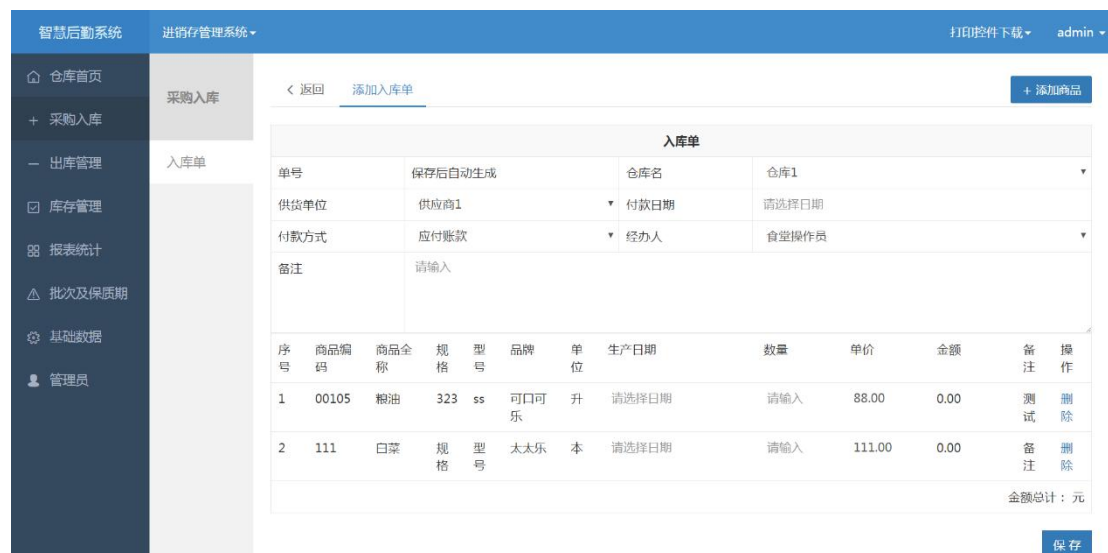 智慧后勤系统 进销存管理系统 打印控件下载 admin
仓库首页
采购入库
出库管理
库存管理
报表统计
批次及保质期
基础数据
管理员
采购入库
入库单
< 返回 添加入库单 + 添加商品
入库单
单号 保存后自动生成 仓库名 仓库1
供货单位 供应商1 付款日期 请选择日期
付款方式 应付账款 经办人 食堂操作员
备注 请输入
序号 商品编码 商品全称 规格 型号 品牌 单位 生产日期 数量 单价 金额 备注 操作
1 00105 粮油 323 ss 可口可乐 升 请选择日期 请输入 88.00 0.00 测试 删除
2 111 白菜 规格 型号 太太乐 本 请选择日期 请输入 111.00 0.00 备注 删除
金额总计： 元
保存